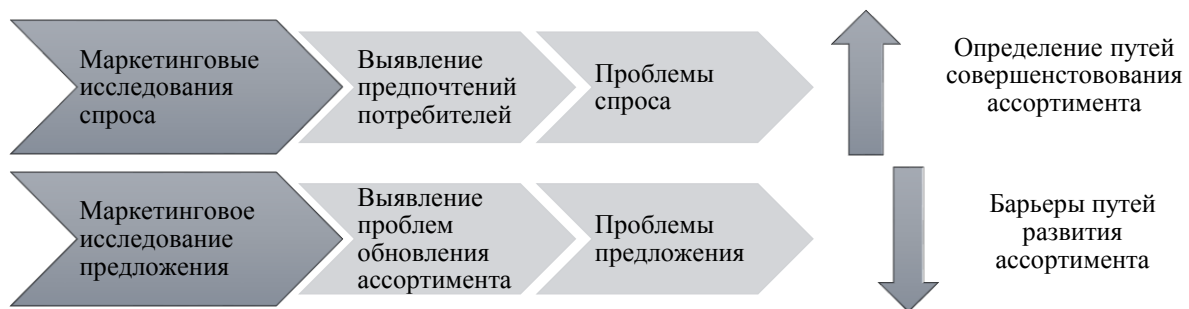 Маркетинговые
исследования
спроса
Выявление
предпочтений
потребителей
Проблемы
спроса
Определение путей
совершенстовования
ассортимента
Маркетинговое
исследование
предложения
Выявление
проблем
обновления
ассортимента
Проблемы
предложения
Барьеры путей
развития
ассортимента